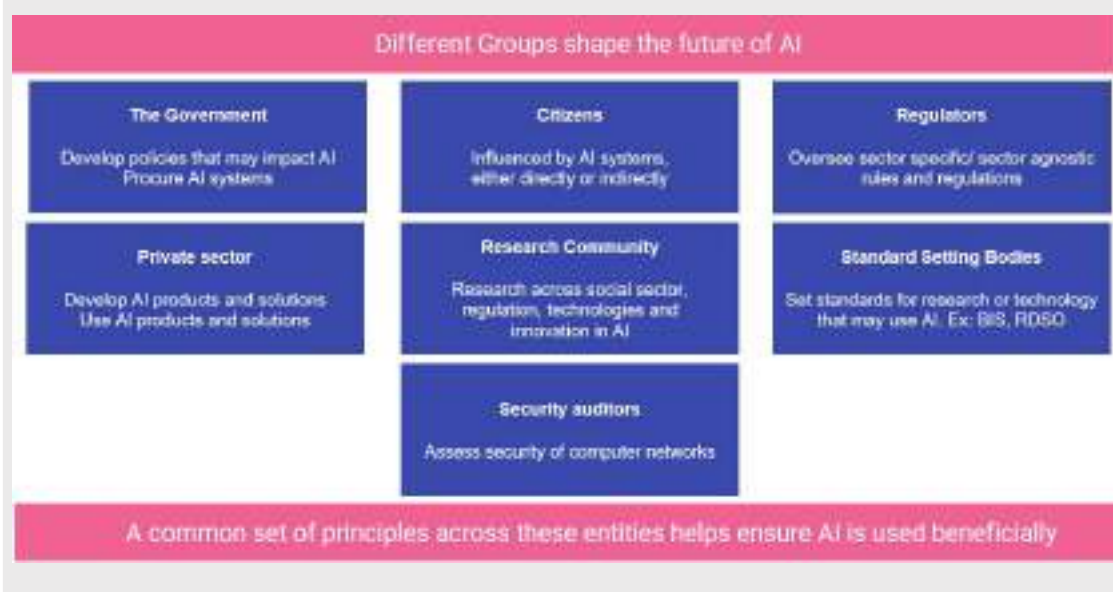 Different Groups shape the future of AI
The Government
Develop policies that may impact AI
Procure AI systems
Citizens
Influenced by AI systems,
either directly or indirectly
Regulators
Oversee sector specific/ sector agnostic
rules and regulations
Private sector
Develop AI products and solutions
Use AI products and solutions
Research Community
Research across social sector,
regulation, technologies and
innovation in AI
Standard Setting Bodies
Set standards for research or technology
that may use AI. Ex: BIS, RDSO
Security auditors
Assess security of computer networks
A common set of principles across these entities helps ensure AI is used beneficially